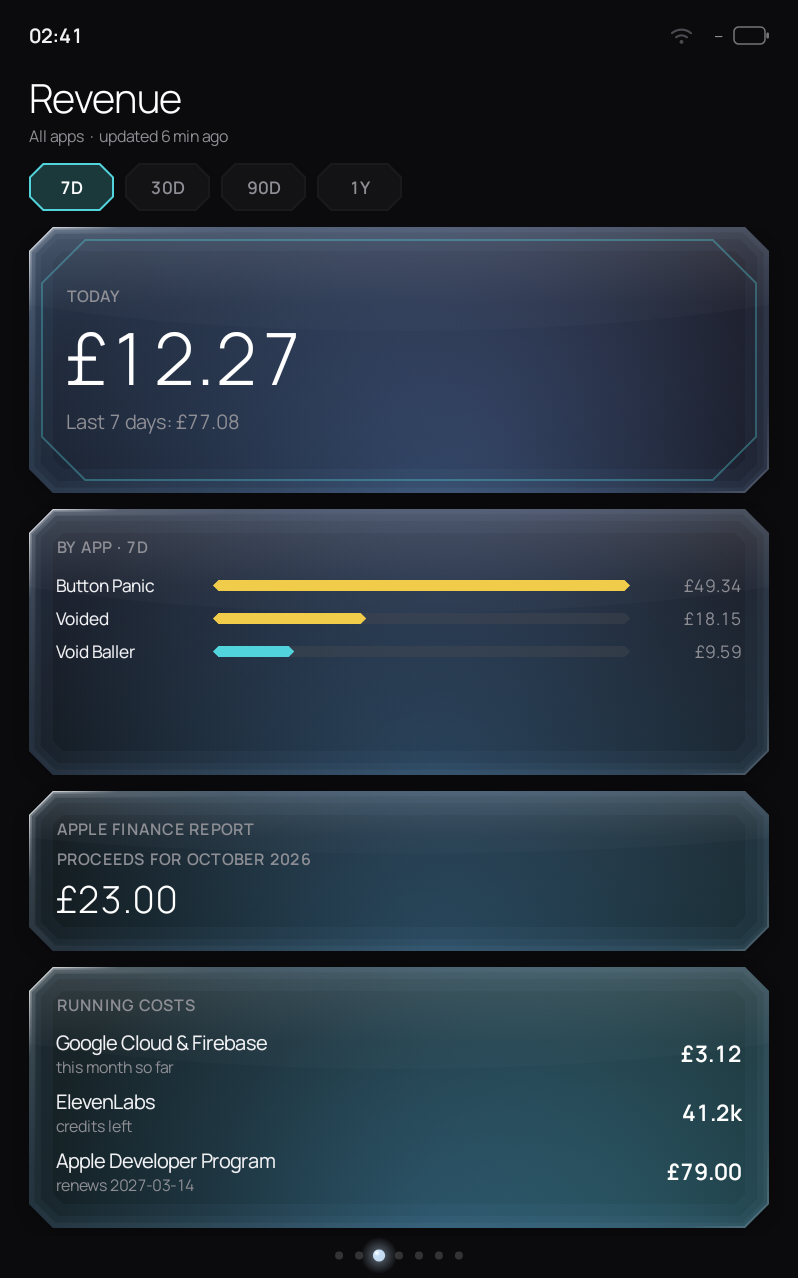 02:41
–
Revenue
All apps · updated 6 min ago
7D 30D 90D 1Y
TODAY
£12.27
Last 7 days: £77.08
BY APP · 7D
Button Panic £49.34
Voided £18.15
Void Baller £9.59
APPLE FINANCE REPORT
PROCEEDS FOR OCTOBER 2026
£23.00
RUNNING COSTS
Google Cloud & Firebase £3.12
this month so far
ElevenLabs 41.2k
credits left
Apple Developer Program £79.00
renews 2027-03-14